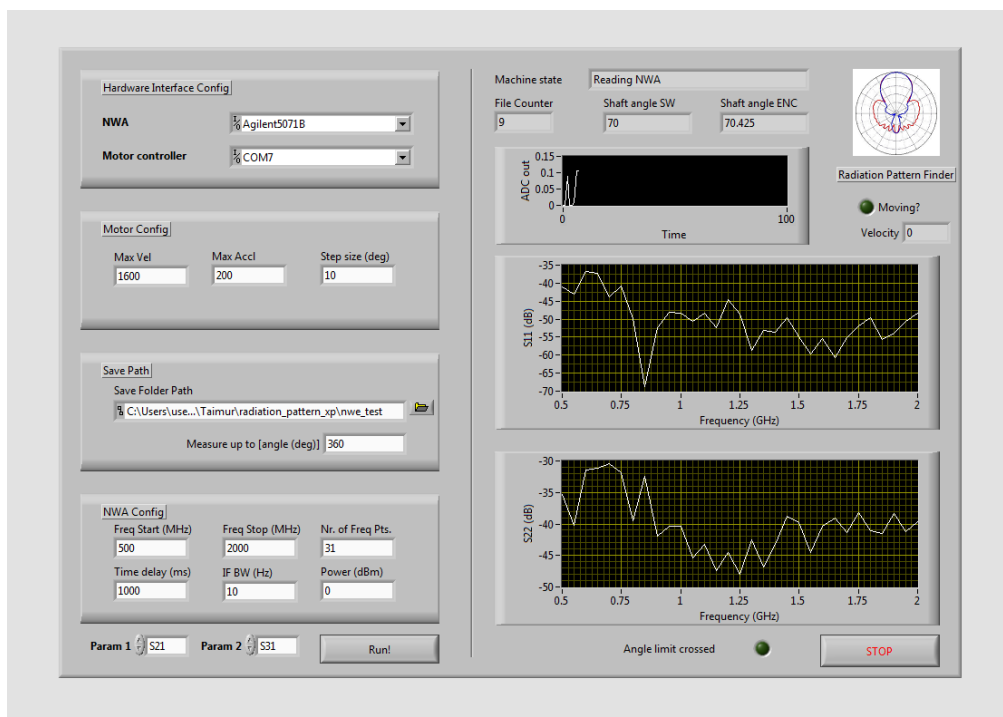 Hardware Interface Config
NWA
Agilent5071B
Motor controller
COM7
Motor Config
Max Vel
Max Accl
Step size (deg)
1600
200
10
Save Path
Save Folder Path
C:\Users\use...\Taimur\radiation_pattern_xp\nwe_test
Measure up to [angle (deg)] 360
NWA Config
Freq Start (MHz)
Freq Stop (MHz)
Nr. of Freq Pts.
500
2000
31
Time delay (ms)
IF BW (Hz)
Power (dBm)
1000
10
0
Param 1 S21
Param 2 S31
Run!
Machine state
Reading NWA
File Counter
Shaft angle SW
Shaft angle ENC
9
70
70.425
Radiation Pattern Finder
Moving?
Velocity 0
ADC out
0.15
0.1
0.05
0
0
100
Time
S11 (dB)
-35
-40
-45
-50
-55
-60
-65
-70
0.5
0.75
1
1.25
1.5
1.75
2
Frequency (GHz)
S22 (dB)
-30
-35
-40
-45
-50
0.5
0.75
1
1.25
1.5
1.75
2
Frequency (GHz)
Angle limit crossed
STOP